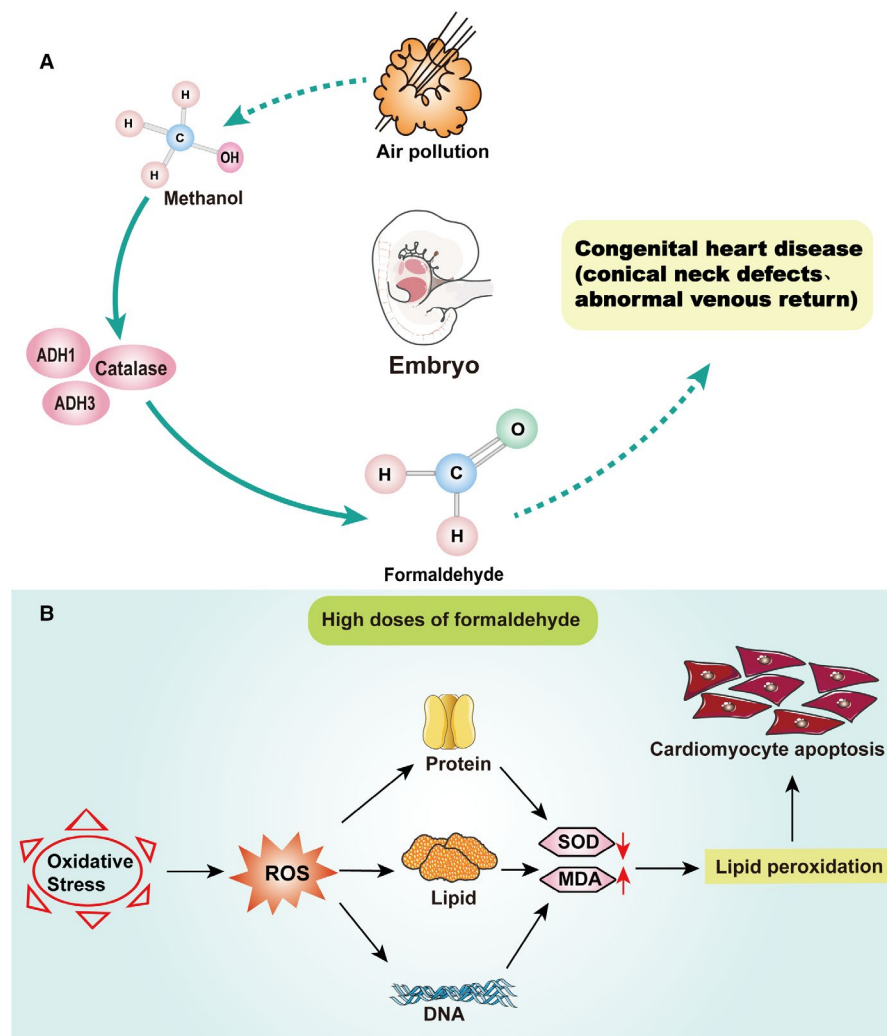 A
Air pollution
H
H
C
OH
H
Methanol
Congenital heart disease
(conical neck defects、
abnormal venous return)
Embryo
ADH1
Catalase
ADH3
O
H
C
H
Formaldehyde
B
High doses of formaldehyde
Cardiomyocyte apoptosis
Protein
Oxidative
Stress
ROS
Lipid
SOD
MDA
Lipid peroxidation
DNA